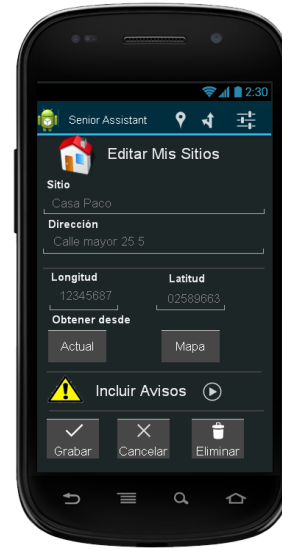 2:30
Senior Assistant
Editar Mis Sitios
Sitio
Casa Paco
Dirección
Calle mayor 25 5
Longitud Latitud
12345687 02589663
Obtener desde
Actual Mapa
Incluir Avisos
Grabar Cancelar Eliminar